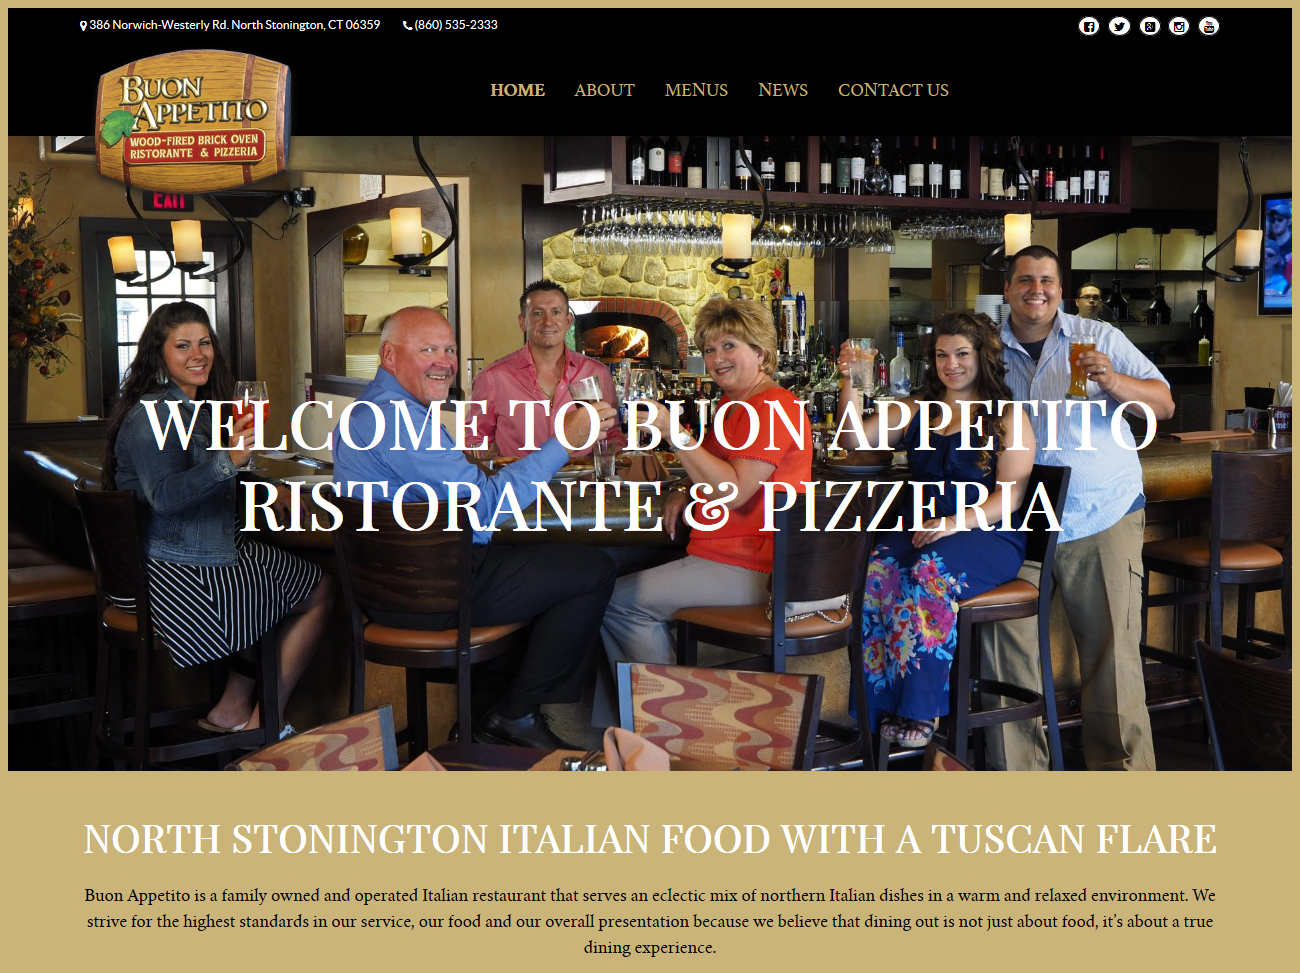 386 Norwich-Westerly Rd. North Stonington, CT 06359 (860) 535-2333
BUON
APPETITO
WOOD-FIRED BRICK OVEN
RISTORANTE & PIZZERIA
HOME ABOUT MENUS NEWS CONTACT US
EXIT
WELCOME TO BUON APPETITO
RISTORANTE & PIZZERIA
NORTH STONINGTON ITALIAN FOOD WITH A TUSCAN FLARE
Buon Appetito is a family owned and operated Italian restaurant that serves an eclectic mix of northern Italian dishes in a warm and relaxed environment. We
strive for the highest standards in our service, our food and our overall presentation because we believe that dining out is not just about food, it's about a true
dining experience.